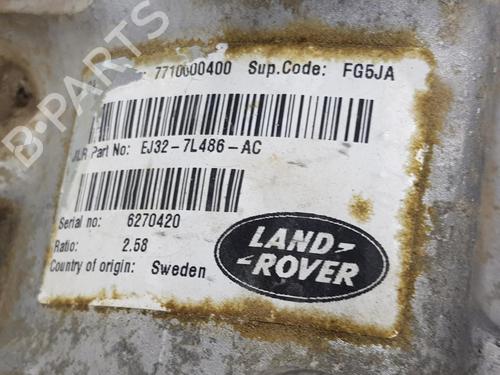 7710000400 Sup.Code: FG5JA
JLR Part No: EJ32-7L486-AC
Serial no: 6270420
Ratio: 2.58
Country of origin: Sweden
LAND-
-ROVER
B-PARTS